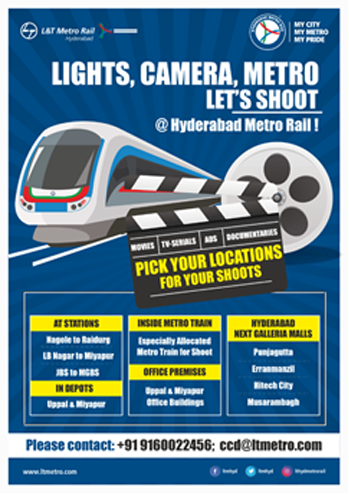 L&T Metro Rail
Hyderabad
MY CITY
MY METRO
MY PRIDE
LIGHTS, CAMERA, METRO
LET'S SHOOT
@ Hyderabad Metro Rail !
MOVIES TV-SERIALS ADS DOCUMENTARIES
PICK YOUR LOCATIONS
FOR YOUR SHOOTS
AT STATIONS
Nagole to Raidurg
LB Nagar to Miyapur
JBS to MGBS
IN DEPOTS
Uppal & Miyapur
INSIDE METRO TRAIN
Especially Allocated
Metro Train for Shoot
OFFICE PREMISES
Uppal & Miyapur
Office Buildings
HYDERABAD
NEXT GALLERIA MALLS
Punjagutta
Erranmanzil
Hitech City
Musarambagh
Please contact: +91 9160022456; ccd@ltmetro.com
www.ltmetro.com